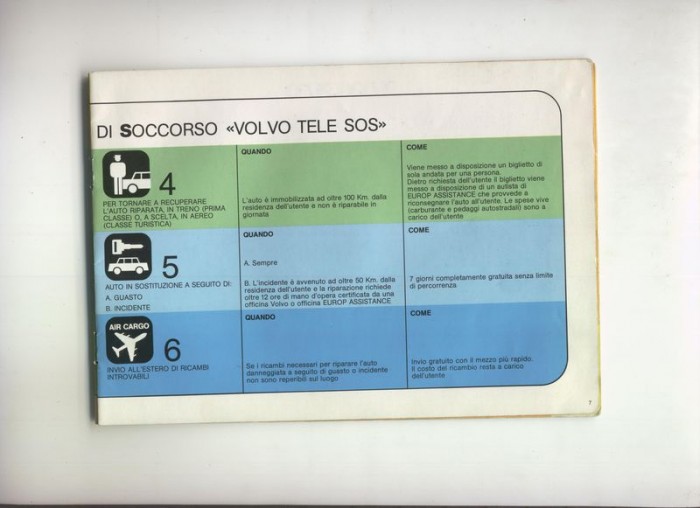 DI SOCCORSO «VOLVO TELE SOS»
4
PER TORNARE A RECUPERARE
L'AUTO RIPARATA, IN TRENO (PRIMA
CLASSE) O, A SCELTA, IN AEREO
(CLASSE TURISTICA)
QUANDO
L'auto è immobilizzata ad oltre 100 Km. dalla
residenza dell'utente e non è riparabile in
giornata
COME
Viene messo a disposizione un biglietto di
sola andata per una persona.
Dietro richiesta dell'utente il biglietto viene
messo a disposizione di un autista di
EUROP ASSISTANCE che provvede a
riconsegnare l'auto all'utente. Le spese vive
(carburante e pedaggi autostradali) sono a
carico dell'utente
5
AUTO IN SOSTITUZIONE A SEGUITO DI:
A. GUASTO
B. INCIDENTE
QUANDO
A. Sempre
B. L'incidente è avvenuto ad oltre 50 Km. dalla
residenza dell'utente e la riparazione richiede
oltre 12 ore di mano d'opera certificata da una
officina Volvo o officina EUROP ASSISTANCE
COME
7 giorni completamente gratuita senza limite
di percorrenza
AIR CARGO
6
INVIO ALL'ESTERO DI RICAMBI
INTROVABILI
QUANDO
Se i ricambi necessari per riparare l'auto
danneggiata a seguito di guasto o incidente
non sono reperibili sul luogo
COME
Invio gratuito con il mezzo più rapido.
Il costo del ricambio resta a carico
dell'utente
7